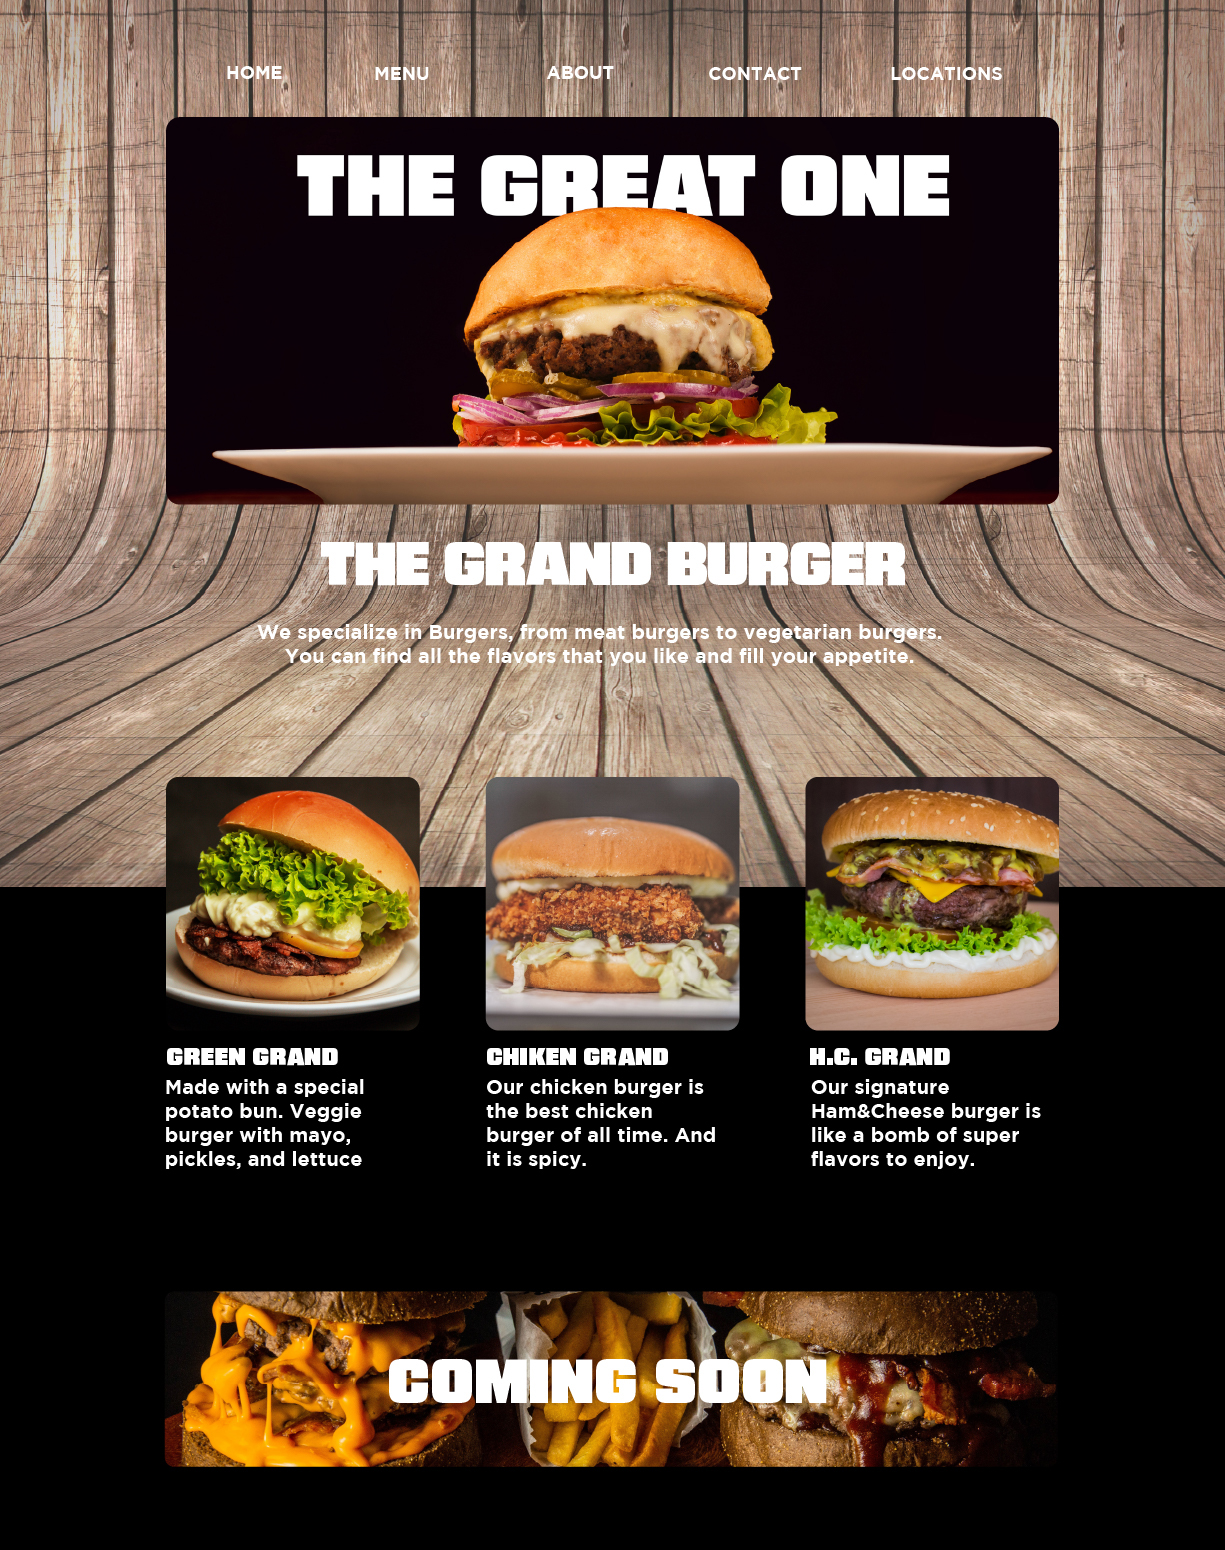 HOME MENU ABOUT CONTACT LOCATIONS
THE GREAT ONE
THE GRAND BURGER
We specialize in Burgers, from meat burgers to vegetarian burgers.
You can find all the flavors that you like and fill your appetite.
GREEN GRAND
Made with a special
potato bun. Veggie
burger with mayo,
pickles, and lettuce
CHIKEN GRAND
Our chicken burger is
the best chicken
burger of all time. And
it is spicy.
H.C. GRAND
Our signature
Ham&Cheese burger is
like a bomb of super
flavors to enjoy.
COMING SOON